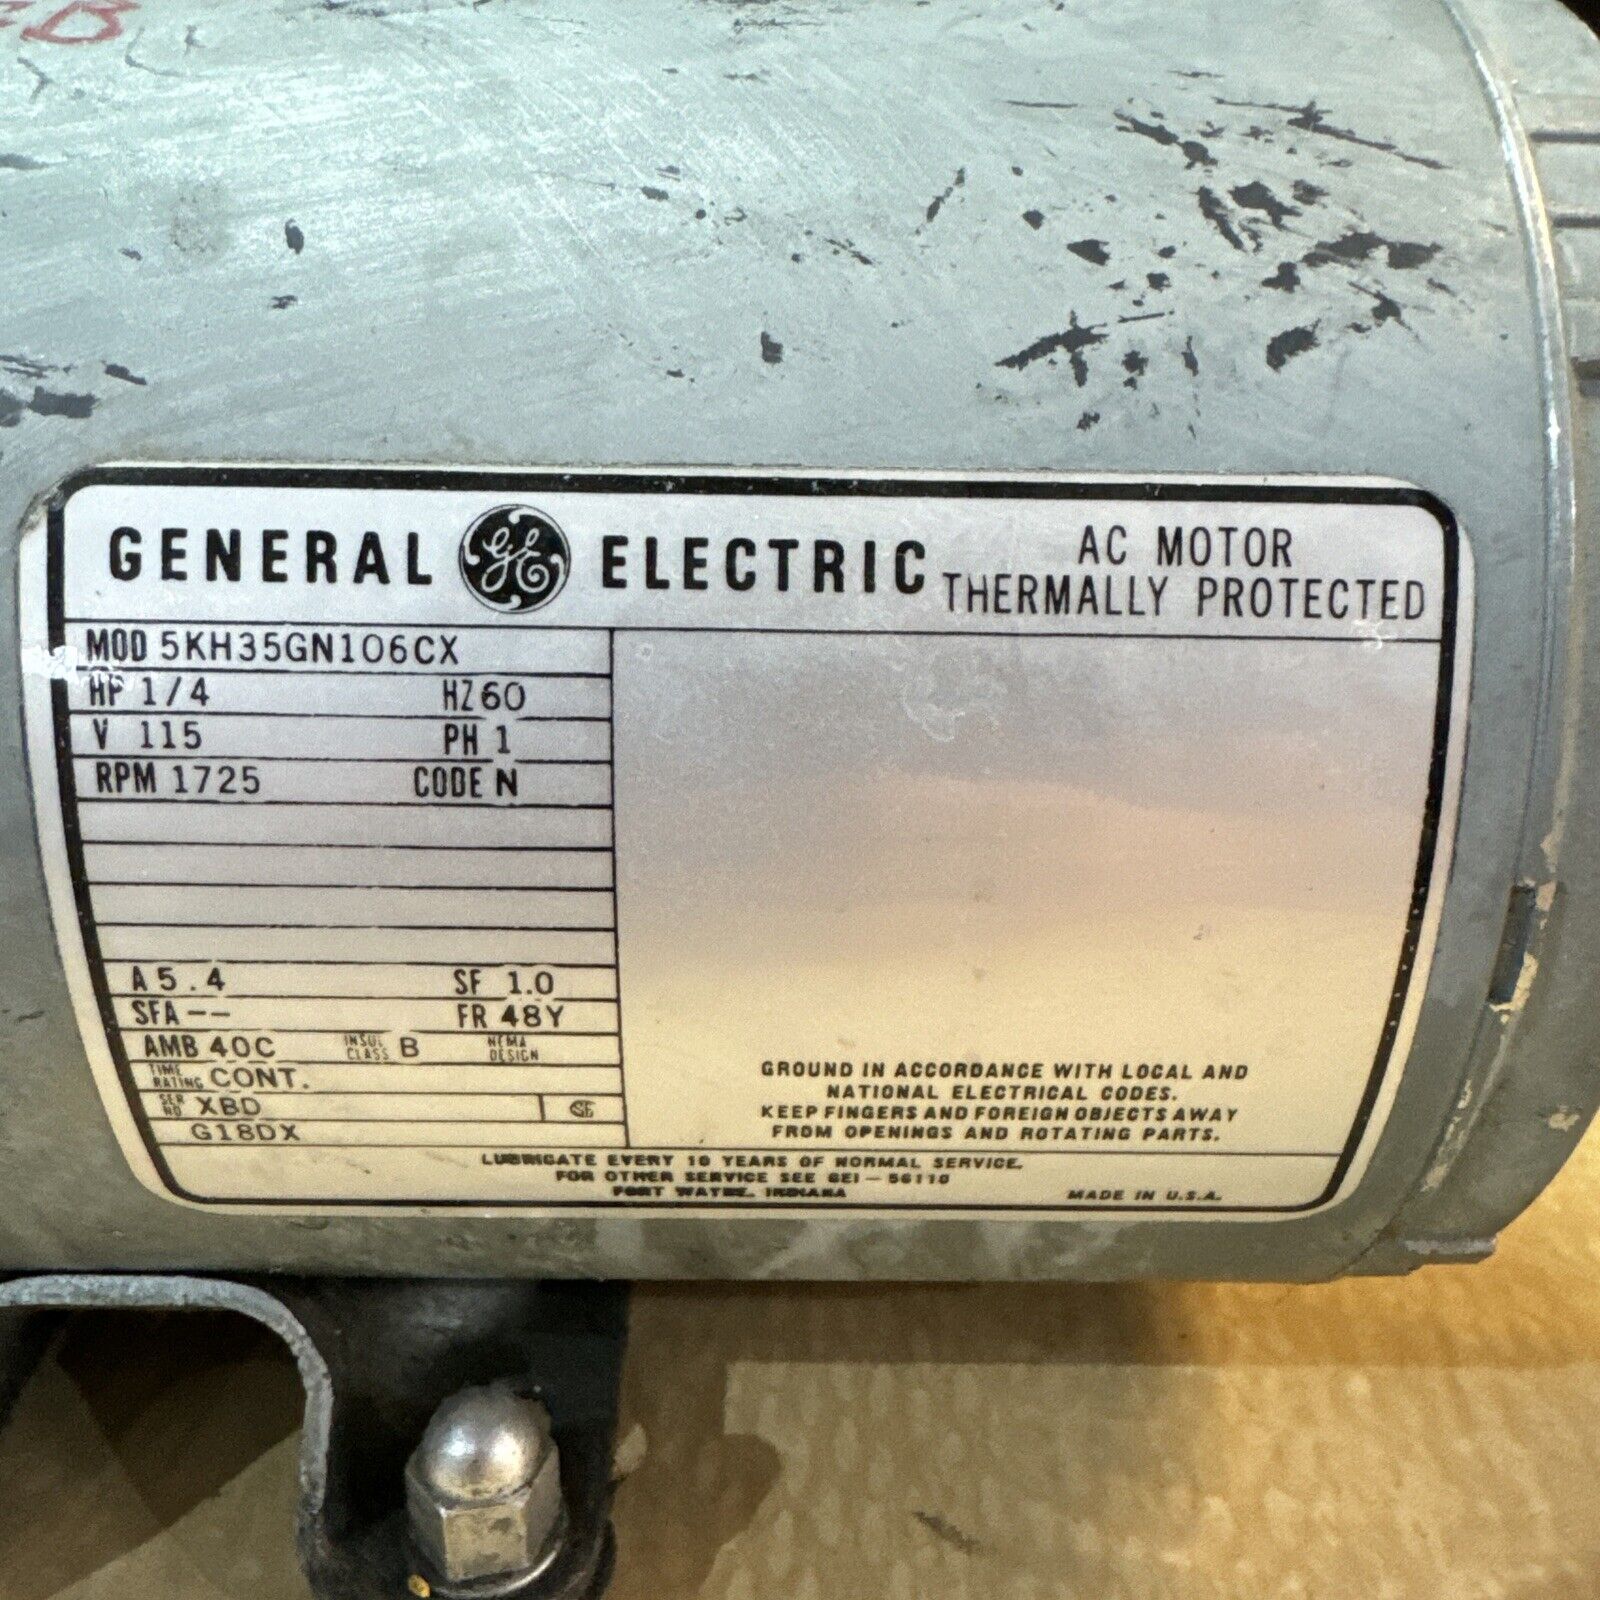 GENERAL GE ELECTRIC
AC MOTOR
THERMALLY PROTECTED
MOD 5KH35GN106CX
HP 1/4 HZ 60
V 115 PH 1
RPM 1725 CODE N
A 5.4 SF 1.0
SFA -- FR 48Y
AMB 40C INSUL CLASS B NEMA DESIGN
TIME RATING CONT.
SER NO XBD
G18DX
GROUND IN ACCORDANCE WITH LOCAL AND
NATIONAL ELECTRICAL CODES.
KEEP FINGERS AND FOREIGN OBJECTS AWAY
FROM OPENINGS AND ROTATING PARTS.
LUBRICATE EVERY 10 YEARS OF NORMAL SERVICE.
FOR OTHER SERVICE SEE GEI-56110
FORT WAYNE, INDIANA MADE IN U.S.A.